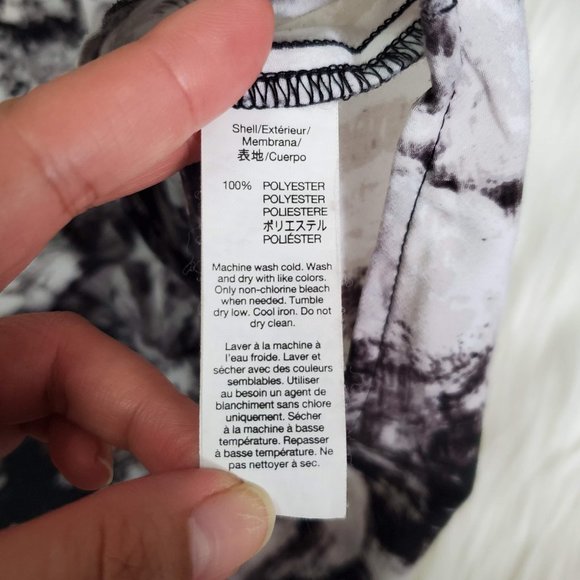 Shell/Extérieur/
Membrana/
表地/Cuerpo
100% POLYESTER
POLYESTER
POLIESTERE
ポリエステル
POLIÉSTER
Machine wash cold. Wash
and dry with like colors.
Only non-chlorine bleach
when needed. Tumble
dry low. Cool iron. Do not
dry clean.
Laver à la machine à
l'eau froide. Laver et
sécher avec des couleurs
semblables. Utiliser
au besoin un agent de
blanchiment sans chlore
uniquement. Sécher
à la machine à basse
température. Repasser
à basse température. Ne
pas nettoyer à sec.